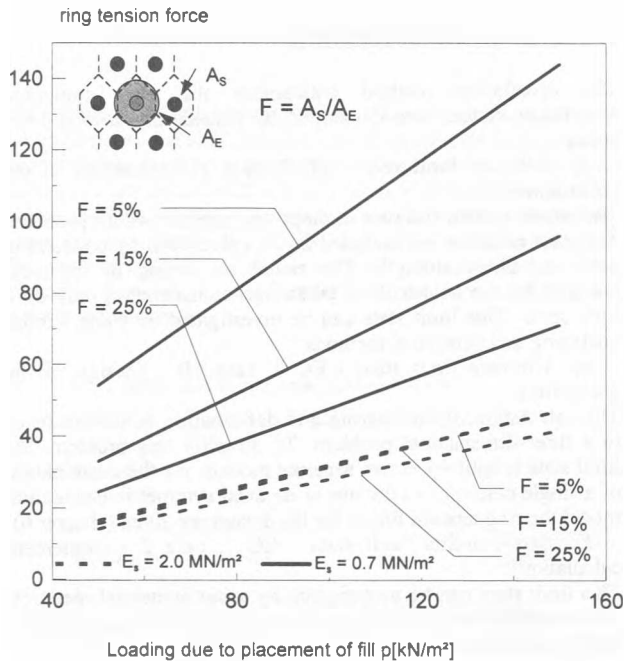 ring tension force
140
120
100
80
60
40
20
0
A_S
A_E
F = A_S/A_E
F = 5%
F = 15%
F = 25%
F = 5%
F = 15%
F = 25%
E_s = 2.0 MN/m²
E_s = 0.7 MN/m²
40
80
120
160
Loading due to placement of fill p[kN/m²]